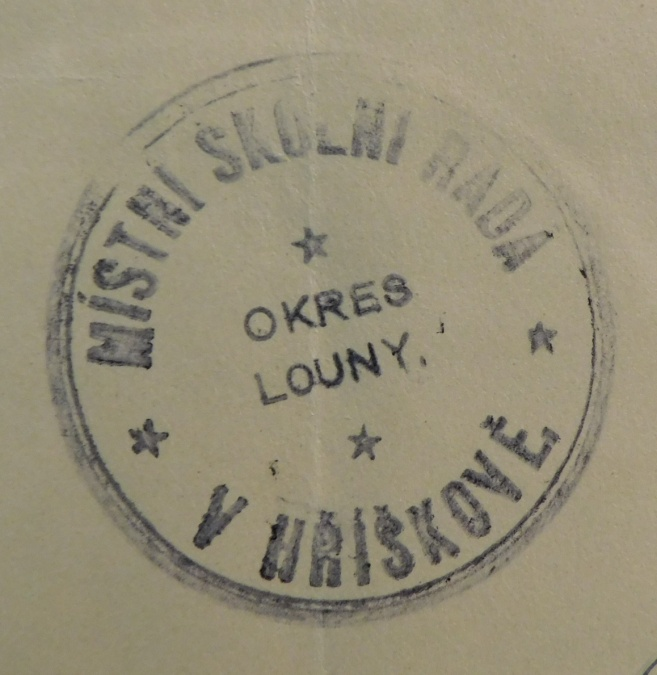 MÍSTNÍ ŠKOLNÍ RADA
OKRES
LOUNY.
V HŘÍŠKOVĚ.